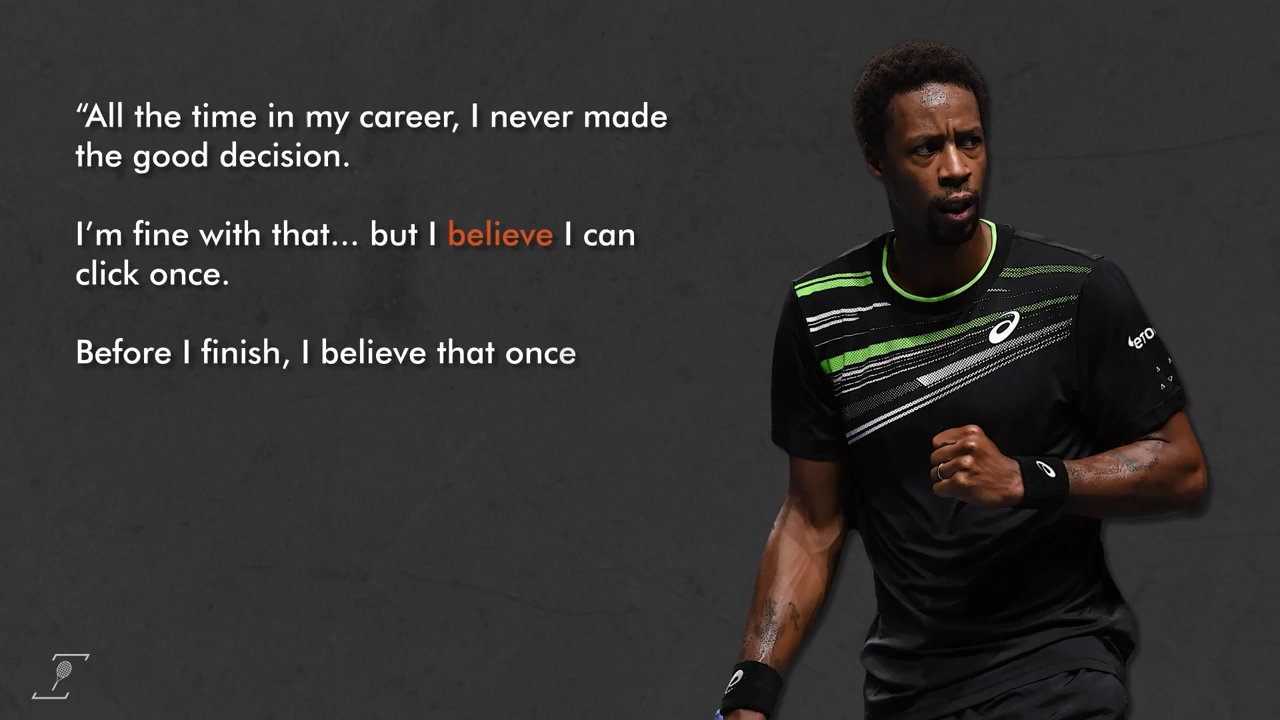 “All the time in my career, I never made
the good decision.
I’m fine with that... but I believe I can
click once.
Before I finish, I believe that once
eTO